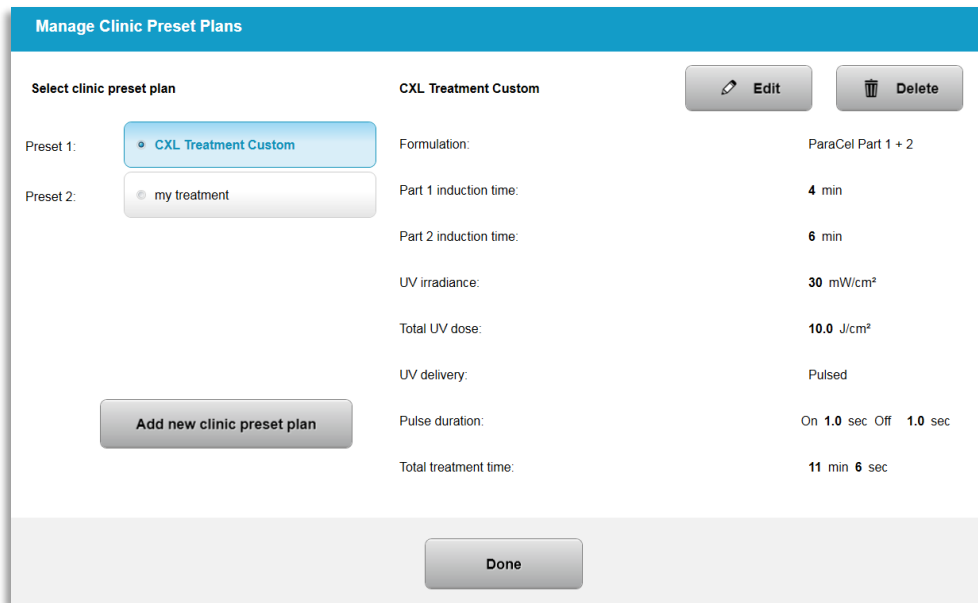 Manage Clinic Preset Plans
Select clinic preset plan
CXL Treatment Custom
Edit
Delete
Preset 1:
CXL Treatment Custom
Formulation:
ParaCel Part 1 + 2
Preset 2:
my treatment
Part 1 induction time:
4 min
Part 2 induction time:
6 min
UV irradiance:
30 mW/cm²
Total UV dose:
10.0 J/cm²
UV delivery:
Pulsed
Add new clinic preset plan
Pulse duration:
On 1.0 sec Off 1.0 sec
Total treatment time:
11 min 6 sec
Done